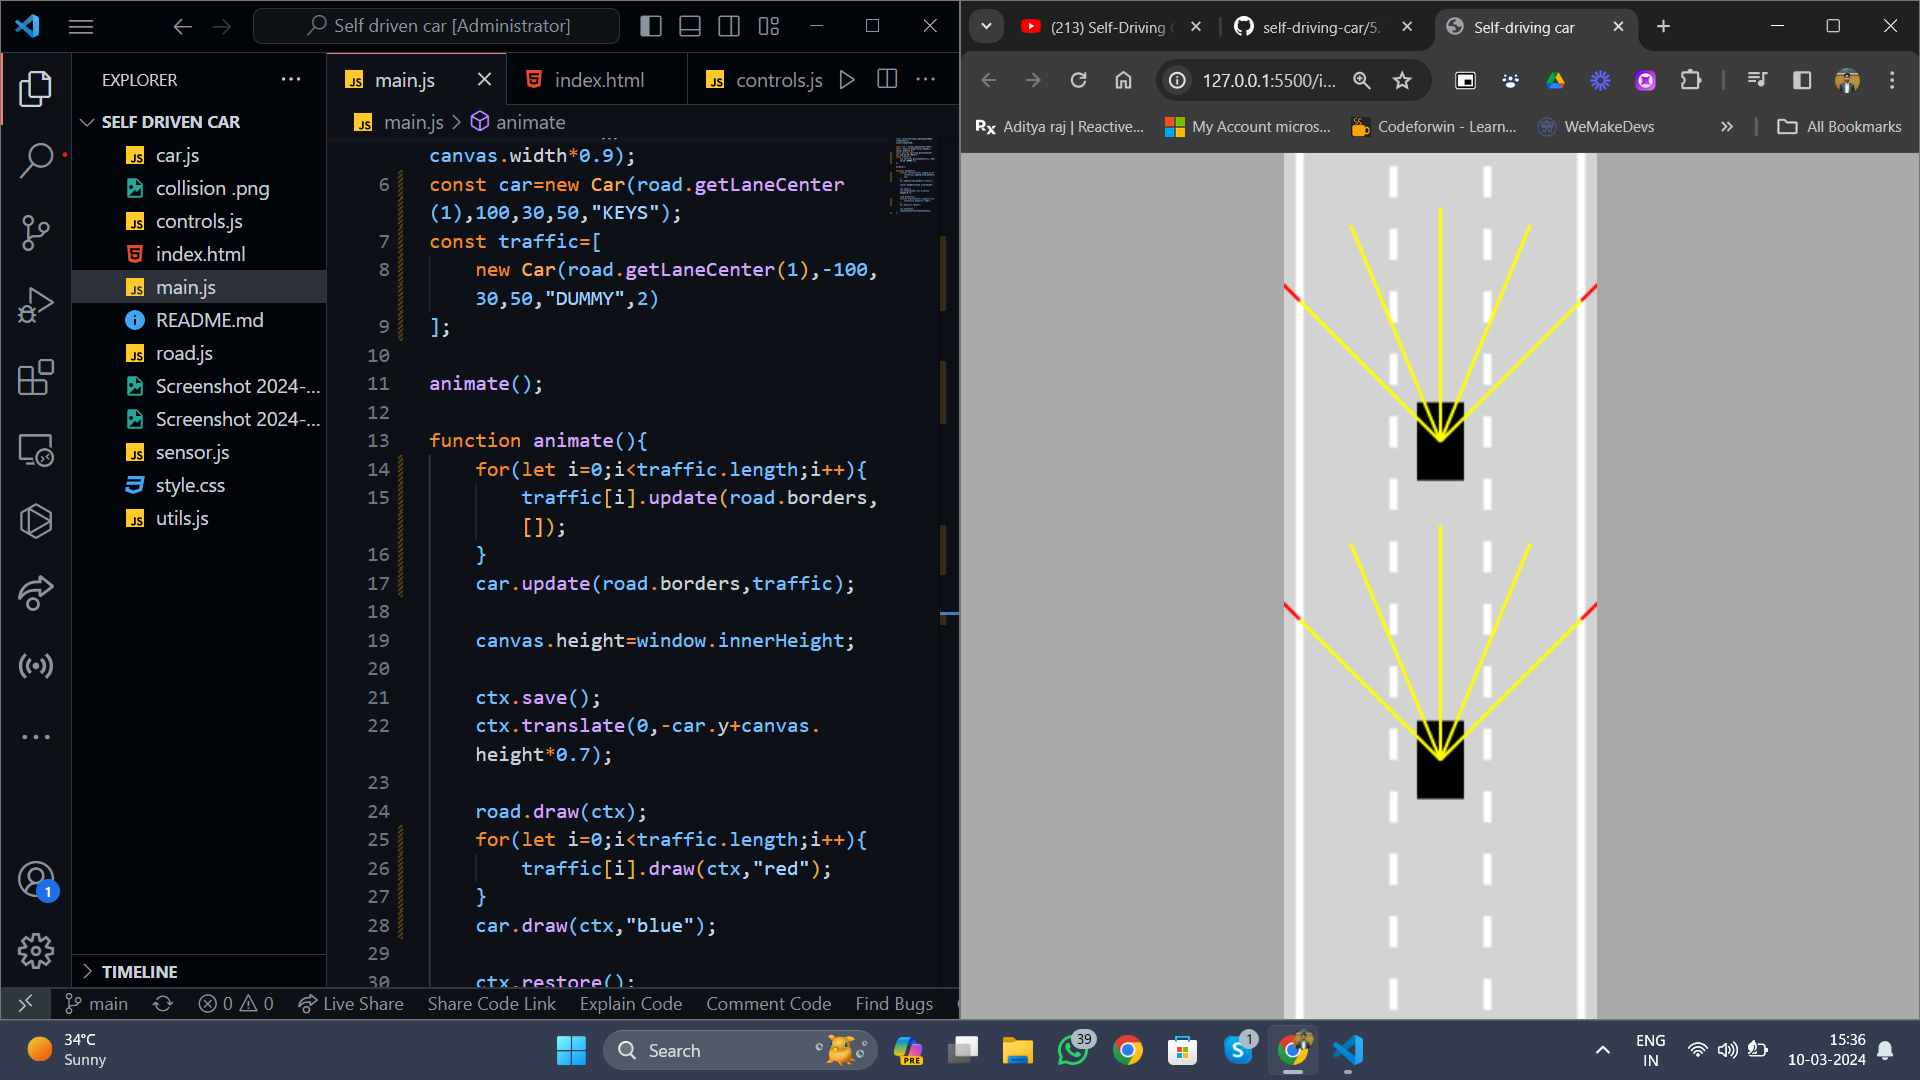 Self driven car [Administrator]
EXPLORER
SELF DRIVEN CAR
car.js
collision .png
controls.js
index.html
main.js
README.md
road.js
Screenshot 2024-...
Screenshot 2024-...
sensor.js
style.css
utils.js
TIMELINE
1
main.js
index.html
controls.js
main.js > animate
canvas.width*0.9);
6 const car=new Car(road.getLaneCenter
(1),100,30,50,"KEYS");
7 const traffic=[
8 new Car(road.getLaneCenter(1),-100,
30,50,"DUMMY",2)
9 ];
10
11 animate();
12
13 function animate(){
14 for(let i=0;i<traffic.length;i++){
15 traffic[i].update(road.borders,
[]);
16 }
17 car.update(road.borders,traffic);
18
19 canvas.height=window.innerHeight;
20
21 ctx.save();
22 ctx.translate(0,-car.y+canvas.
height*0.7);
23
24 road.draw(ctx);
25 for(let i=0;i<traffic.length;i++){
26 traffic[i].draw(ctx,"red");
27 }
28 car.draw(ctx,"blue");
29
30 ctx.restore();
main
0 0
Live Share
Share Code Link
Explain Code
Comment Code
Find Bugs
(213) Self-Driving
self-driving-car/5.
Self-driving car
127.0.0.1:5500/i...
Rx Aditya raj | Reactive...
My Account micros...
Codeforwin - Learn...
WeMakeDevs
All Bookmarks
34°C
Sunny
Search
PRE
39
1
ENG
IN
15:36
10-03-2024